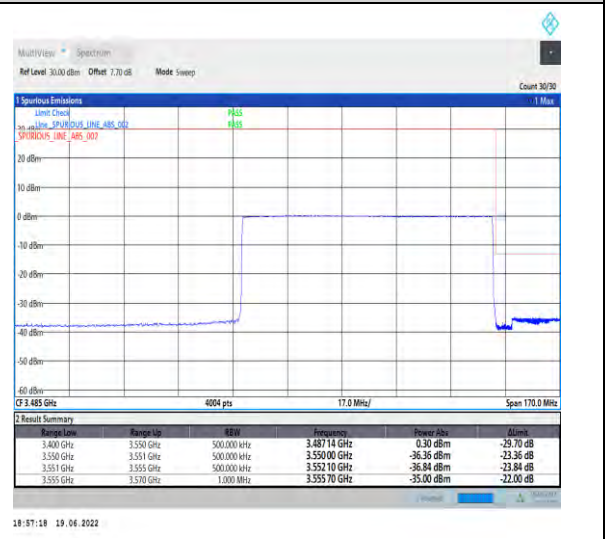 MultiView Spectrum
Ref Level 30.00 dBm Offset 7.70 dB Mode Sweep
Count 30/30
1 Spurious Emissions 1 Max
Limit Check PASS
Line _SPURIOUS_LINE_ABS_002 PASS
_SPURIOUS_LINE_ABS_002
20 dBm
10 dBm
0 dBm
-10 dBm
-20 dBm
-30 dBm
-40 dBm
-50 dBm
-60 dBm
CF 3.485 GHz 4004 pts 17.0 MHz/ Span 170.0 MHz
2 Result Summary
Range Low Range Up RBW Frequency Power Abs ΔLimit
3.400 GHz 3.550 GHz 500.000 kHz 3.48714 GHz 0.30 dBm -29.70 dB
3.550 GHz 3.551 GHz 500.000 kHz 3.55000 GHz -36.36 dBm -23.36 dB
3.551 GHz 3.555 GHz 500.000 kHz 3.55210 GHz -36.84 dBm -23.84 dB
3.555 GHz 3.570 GHz 1.000 MHz 3.55570 GHz -35.00 dBm -22.00 dB
18:57:18 19.06.2022